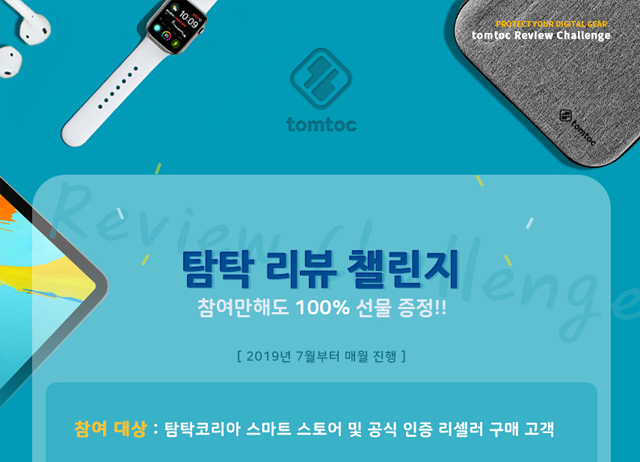 PROTECT YOUR DIGITAL GEAR
tomtoc Review Challenge
tomtoc
tomtoc
Review Challenge
탐탁 리뷰 챌린지
참여만해도 100% 선물 증정!!
[ 2019년 7월부터 매월 진행 ]
참여 대상 : 탐탁코리아 스마트 스토어 및 공식 인증 리셀러 구매 고객